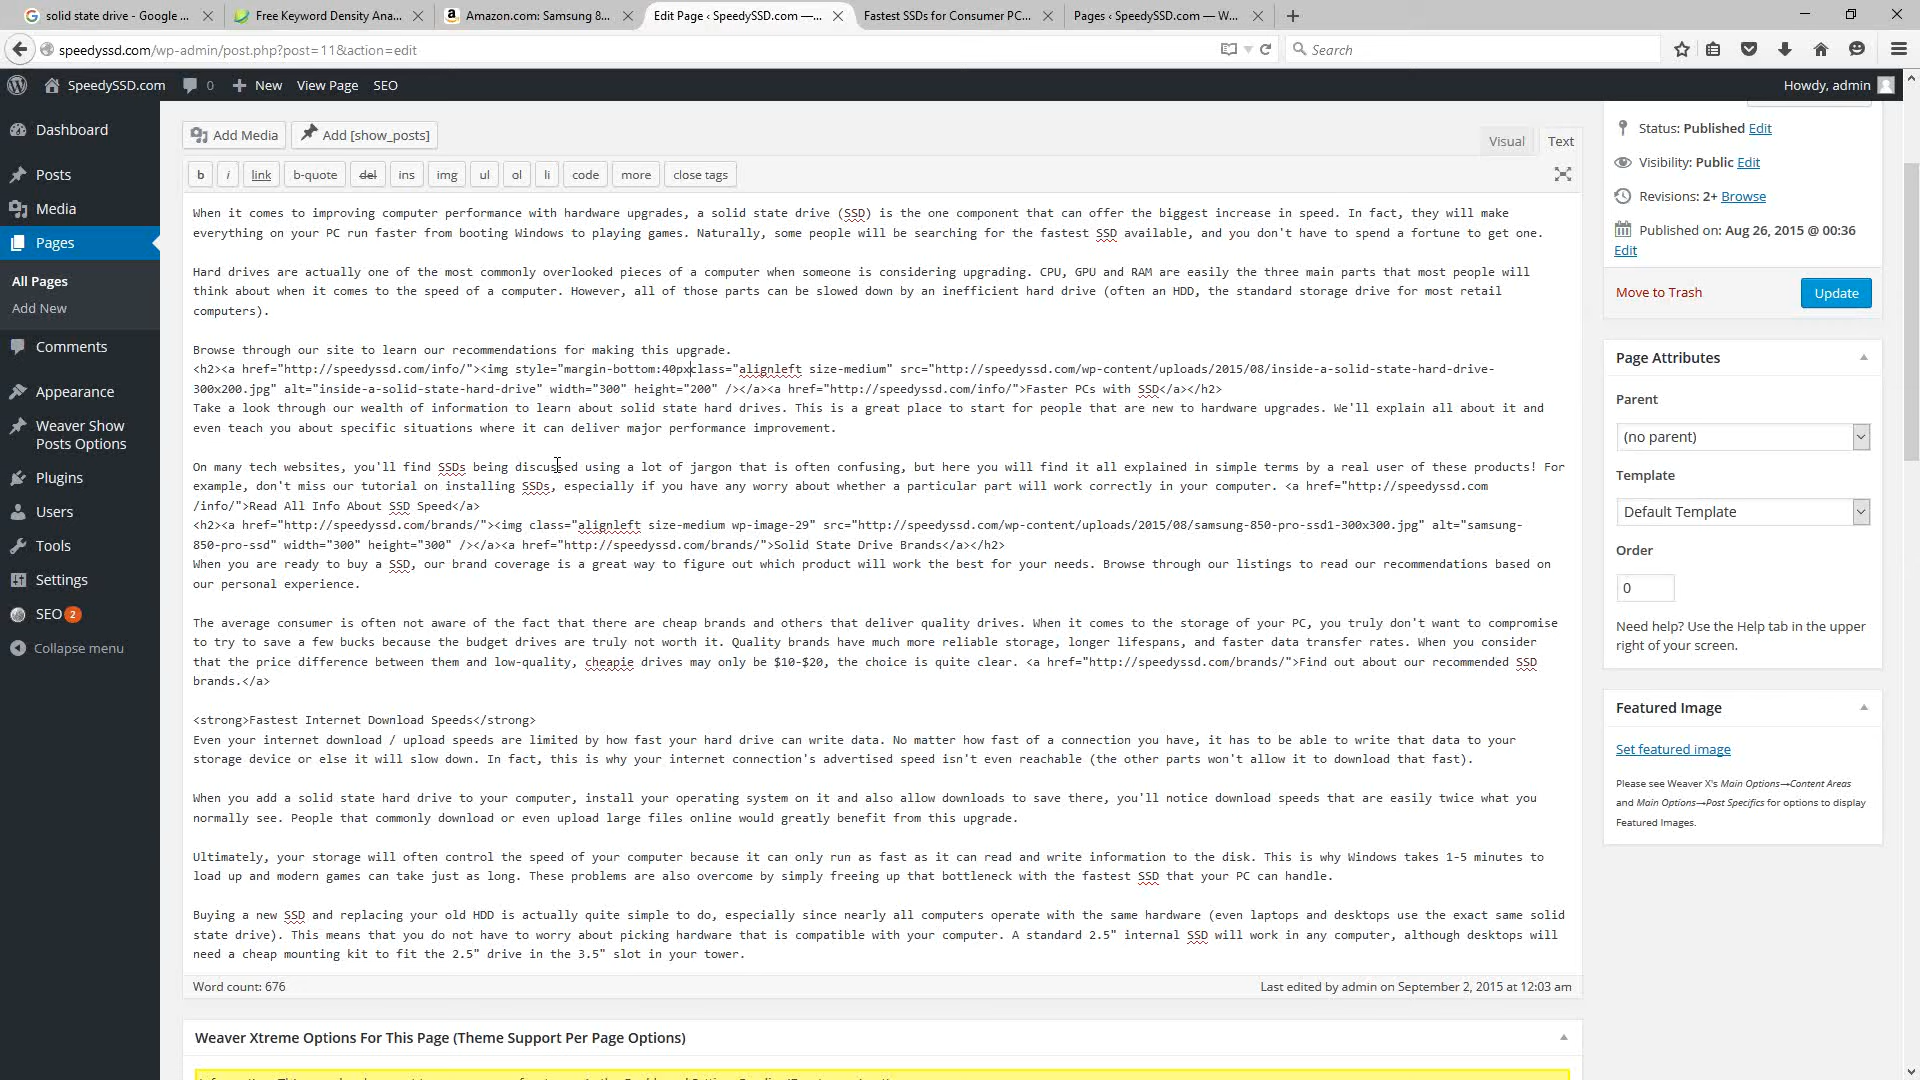 solid state drive - Google ...
Free Keyword Density Ana...
Amazon.com: Samsung 8...
Edit Page ‹ SpeedySSD.com —...
Fastest SSDs for Consumer PC...
Pages ‹ SpeedySSD.com — W...
speedyssd.com/wp-admin/post.php?post=11&action=edit
Search
SpeedySSD.com
0
New
View Page
SEO
Howdy, admin
Dashboard
Posts
Media
Pages
All Pages
Add New
Comments
Appearance
Weaver Show
Posts Options
Plugins
Users
Tools
Settings
SEO 2
Collapse menu
Add Media
Add [show_posts]
Visual
Text
b
i
link
b-quote
del
ins
img
ul
ol
li
code
more
close tags
When it comes to improving computer performance with hardware upgrades, a solid state drive (SSD) is the one component that can offer the biggest increase in speed. In fact, they will make
everything on your PC run faster from booting Windows to playing games. Naturally, some people will be searching for the fastest SSD available, and you don't have to spend a fortune to get one.
Hard drives are actually one of the most commonly overlooked pieces of a computer when someone is considering upgrading. CPU, GPU and RAM are easily the three main parts that most people will
think about when it comes to the speed of a computer. However, all of those parts can be slowed down by an inefficient hard drive (often an HDD, the standard storage drive for most retail
computers).
Browse through our site to learn our recommendations for making this upgrade.
<h2><a href="http://speedyssd.com/info/"><img style="margin-bottom:40pxclass="alignleft size-medium" src="http://speedyssd.com/wp-content/uploads/2015/08/inside-a-solid-state-hard-drive-
300x200.jpg" alt="inside-a-solid-state-hard-drive" width="300" height="200" /></a><a href="http://speedyssd.com/info/">Faster PCs with SSD</a></h2>
Take a look through our wealth of information to learn about solid state hard drives. This is a great place to start for people that are new to hardware upgrades. We'll explain all about it and
even teach you about specific situations where it can deliver major performance improvement.
On many tech websites, you'll find SSDs being discussed using a lot of jargon that is often confusing, but here you will find it all explained in simple terms by a real user of these products! For
example, don't miss our tutorial on installing SSDs, especially if you have any worry about whether a particular part will work correctly in your computer. <a href="http://speedyssd.com
/info/">Read All Info About SSD Speed</a>
<h2><a href="http://speedyssd.com/brands/"><img class="alignleft size-medium wp-image-29" src="http://speedyssd.com/wp-content/uploads/2015/08/samsung-850-pro-ssd1-300x300.jpg" alt="samsung-
850-pro-ssd" width="300" height="300" /></a><a href="http://speedyssd.com/brands/">Solid State Drive Brands</a></h2>
When you are ready to buy a SSD, our brand coverage is a great way to figure out which product will work the best for your needs. Browse through our listings to read our recommendations based on
our personal experience.
The average consumer is often not aware of the fact that there are cheap brands and others that deliver quality drives. When it comes to the storage of your PC, you truly don't want to compromise
to try to save a few bucks because the budget drives are truly not worth it. Quality brands have much more reliable storage, longer lifespans, and faster data transfer rates. When you consider
that the price difference between them and low-quality, cheapie drives may only be $10-$20, the choice is quite clear. <a href="http://speedyssd.com/brands/">Find out about our recommended SSD
brands.</a>
<strong>Fastest Internet Download Speeds</strong>
Even your internet download / upload speeds are limited by how fast your hard drive can write data. No matter how fast of a connection you have, it has to be able to write that data to your
storage device or else it will slow down. In fact, this is why your internet connection's advertised speed isn't even reachable (the other parts won't allow it to download that fast).
When you add a solid state hard drive to your computer, install your operating system on it and also allow downloads to save there, you'll notice download speeds that are easily twice what you
normally see. People that commonly download or even upload large files online would greatly benefit from this upgrade.
Ultimately, your storage will often control the speed of your computer because it can only run as fast as it can read and write information to the disk. This is why Windows takes 1-5 minutes to
load up and modern games can take just as long. These problems are also overcome by simply freeing up that bottleneck with the fastest SSD that your PC can handle.
Buying a new SSD and replacing your old HDD is actually quite simple to do, especially since nearly all computers operate with the same hardware (even laptops and desktops use the exact same solid
state drive). This means that you do not have to worry about picking hardware that is compatible with your computer. A standard 2.5" internal SSD will work in any computer, although desktops will
need a cheap mounting kit to fit the 2.5" drive in the 3.5" slot in your tower.
Word count: 676
Last edited by admin on September 2, 2015 at 12:03 am
Weaver Xtreme Options For This Page (Theme Support Per Page Options)
Status: Published Edit
Visibility: Public Edit
Revisions: 2+ Browse
Published on: Aug 26, 2015 @ 00:36
Edit
Move to Trash
Update
Page Attributes
Parent
(no parent)
Template
Default Template
Order
0
Need help? Use the Help tab in the upper
right of your screen.
Featured Image
Set featured image
Please see Weaver X's Main Options→Content Areas
and Main Options→Post Specifics for options to display
Featured Images.